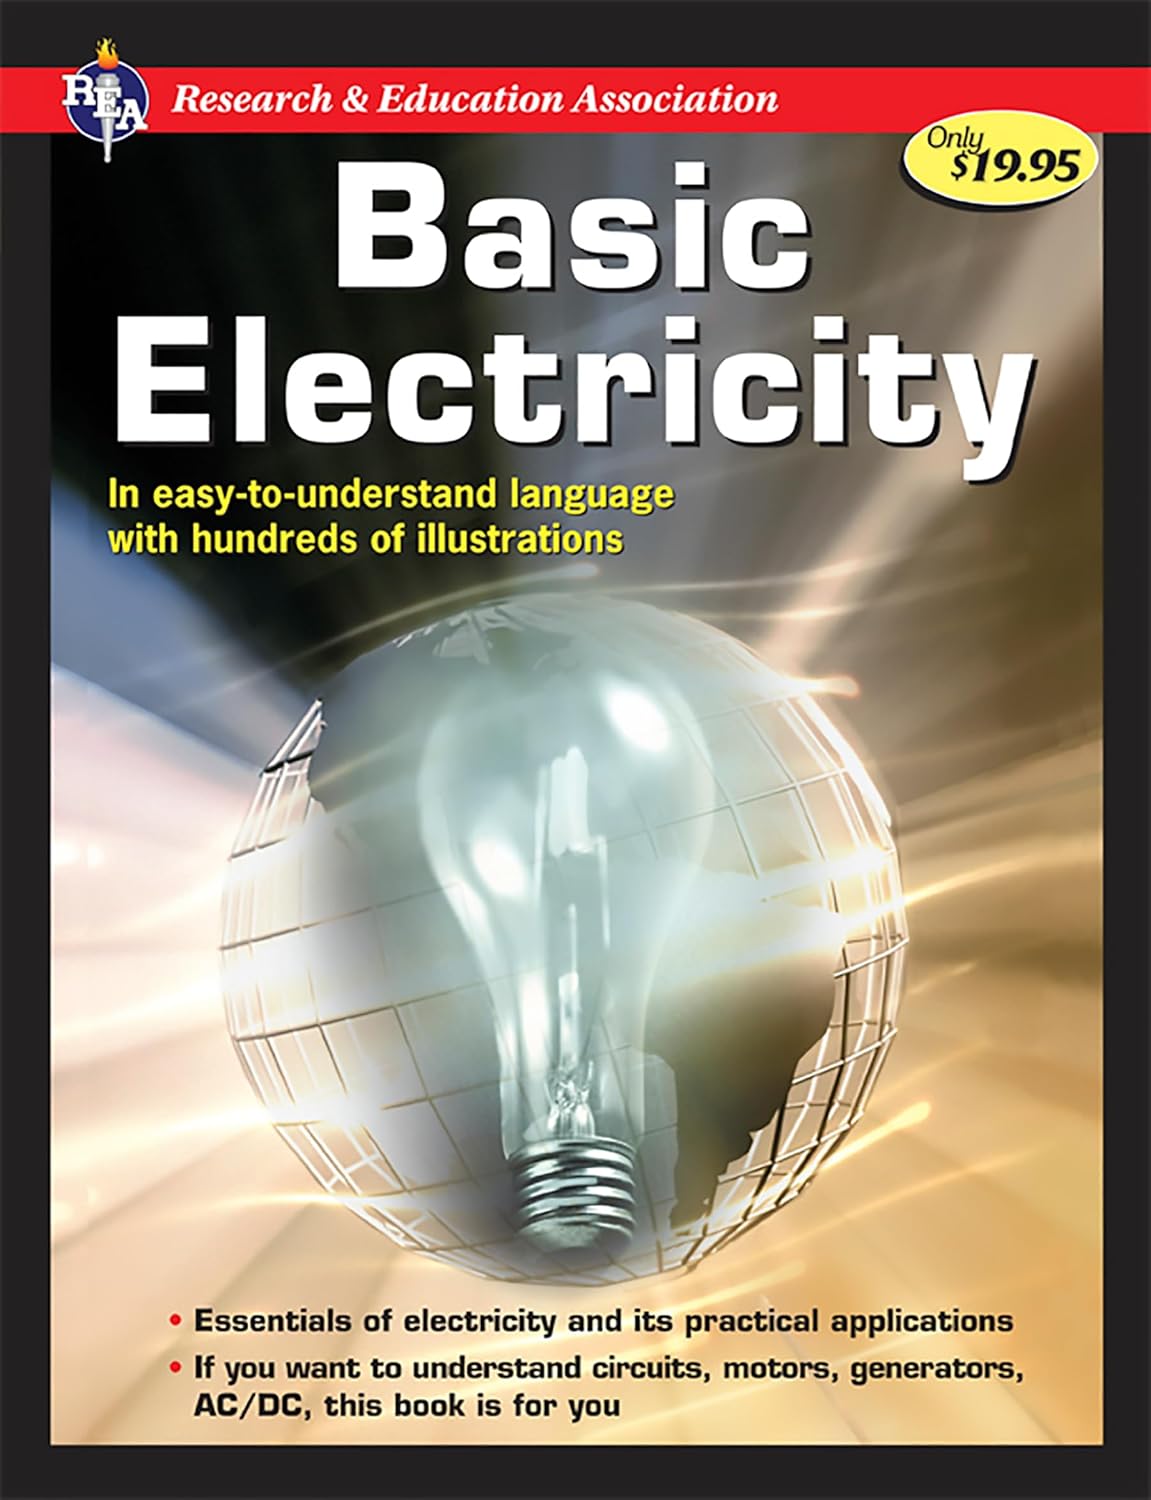 REA
Research & Education Association
Only
$19.95
Basic
Electricity
In easy-to-understand language
with hundreds of illustrations
• Essentials of electricity and its practical applications
• If you want to understand circuits, motors, generators,
AC/DC, this book is for you